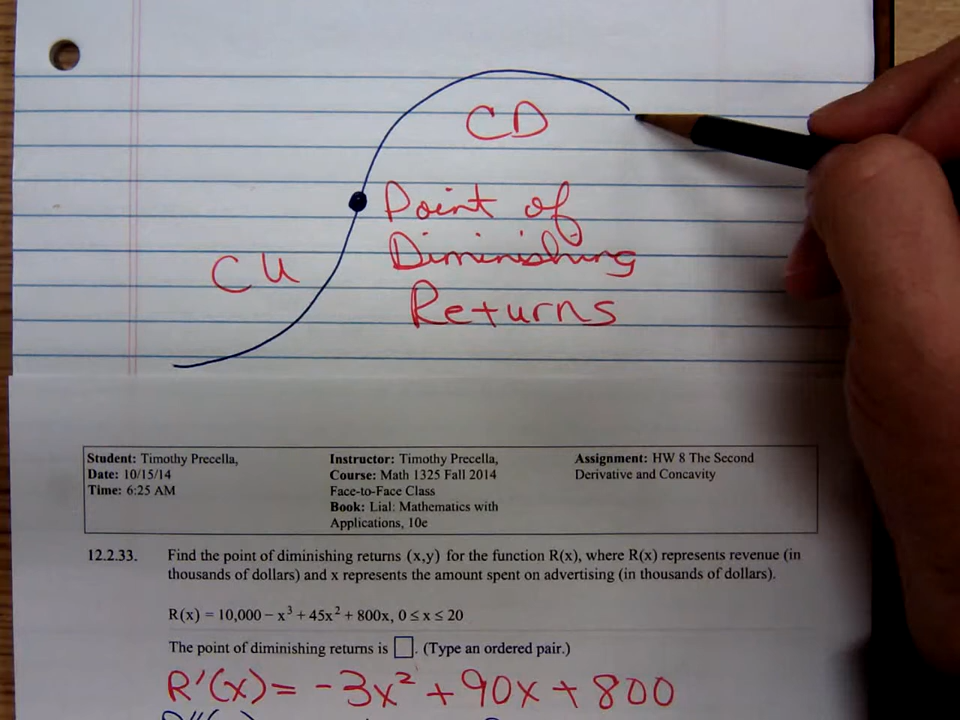 CD
Point of
Diminishing
CU
Returns
Student: Timothy Precella,
Date: 10/15/14
Time: 6:25 AM
Instructor: Timothy Precella,
Course: Math 1325 Fall 2014
Face-to-Face Class
Book: Lial: Mathematics with
Applications, 10e
Assignment: HW 8 The Second
Derivative and Concavity
12.2.33. Find the point of diminishing returns (x,y) for the function R(x), where R(x) represents revenue (in
thousands of dollars) and x represents the amount spent on advertising (in thousands of dollars).
R(x) = 10,000 − x³ + 45x² + 800x, 0 ≤ x ≤ 20
The point of diminishing returns is □. (Type an ordered pair.)
R'(x) = -3x² + 90x + 800